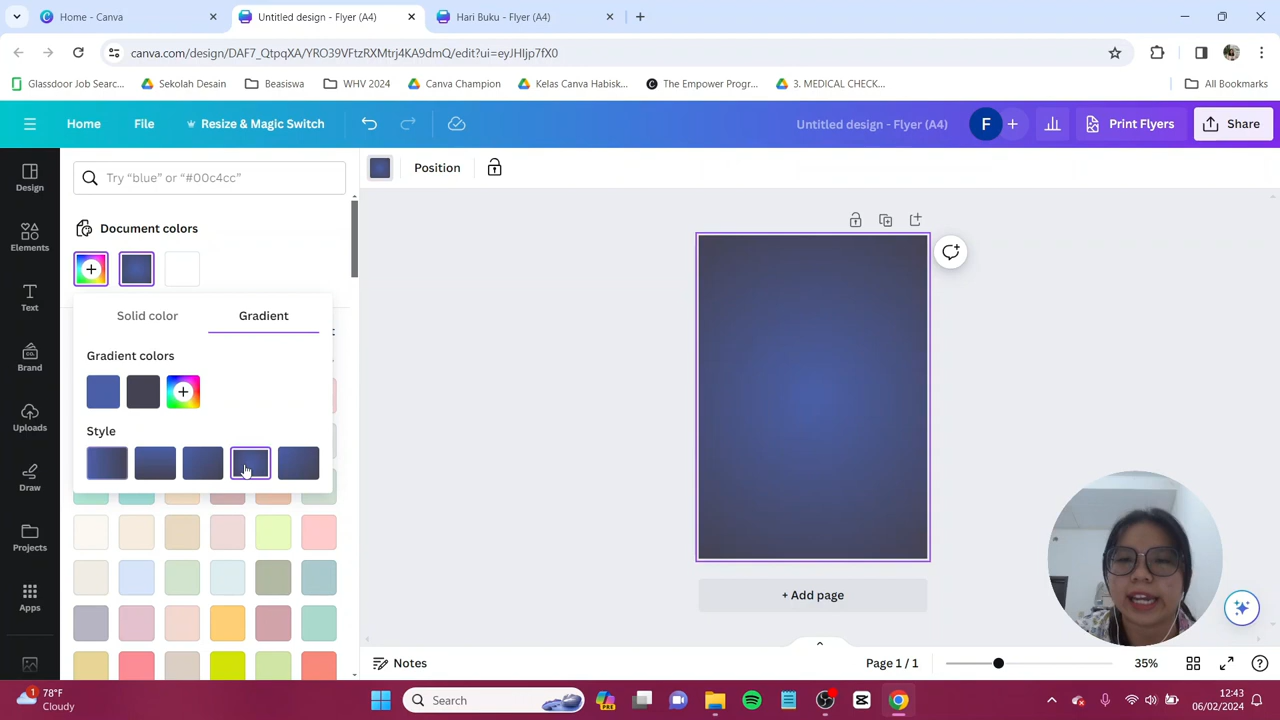 Home - Canva
Untitled design - Flyer (A4)
Hari Buku - Flyer (A4)
canva.com/design/DAF7_QtpqXA/YRO39VFtzRXMtrj4KA9dmQ/edit?ui=eyJHIjp7fX0
Glassdoor Job Searc...
Sekolah Desain
Beasiswa
WHV 2024
Canva Champion
Kelas Canva Habisk...
The Empower Progr...
3. MEDICAL CHECK...
All Bookmarks
Home
File
Resize & Magic Switch
Untitled design - Flyer (A4)
F
Print Flyers
Share
Design
Elements
Text
Brand
Uploads
Draw
Projects
Apps
Try “blue” or “#00c4cc”
Document colors
Solid color
Gradient
Gradient colors
Style
Position
+ Add page
Notes
Page 1 / 1
35%
1
78°F
Cloudy
Search
PRE
12:43
06/02/2024